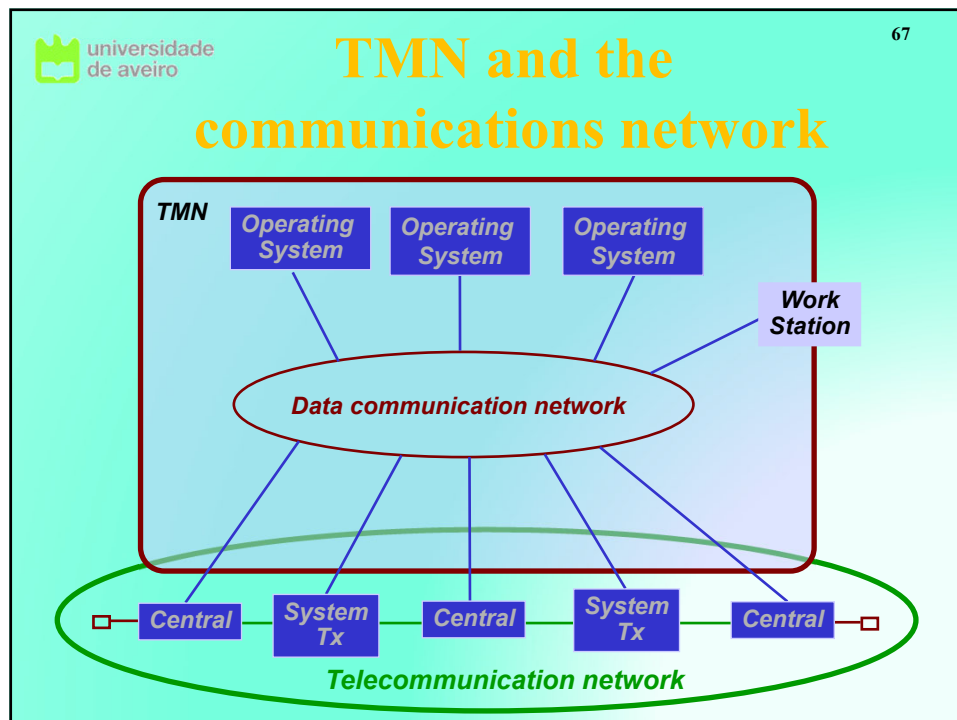 universidade
de aveiro
67
TMN and the
communications network
TMN
Operating
System
Operating
System
Operating
System
Work
Station
Data communication network
Central
System
Tx
Central
System
Tx
Central
Telecommunication network